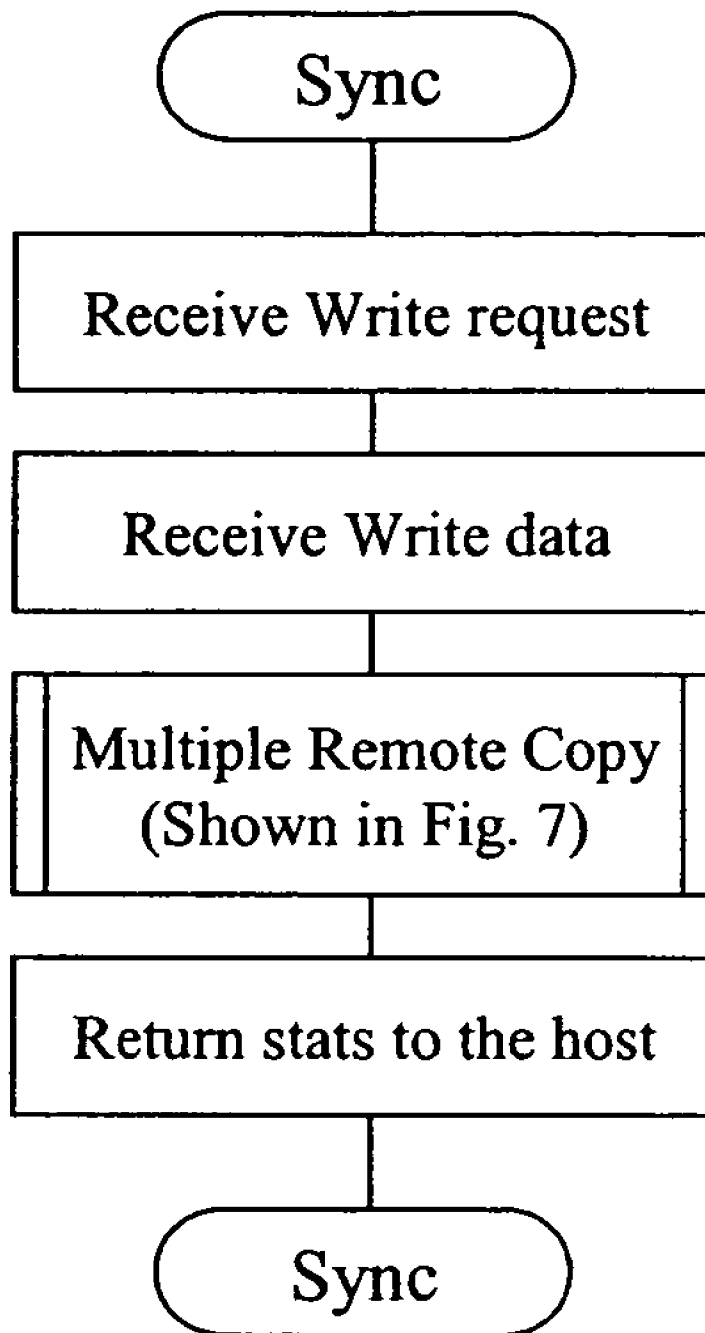 Sync
Receive Write request
Receive Write data
Multiple Remote Copy
(Shown in Fig. 7)
Return stats to the host
Sync